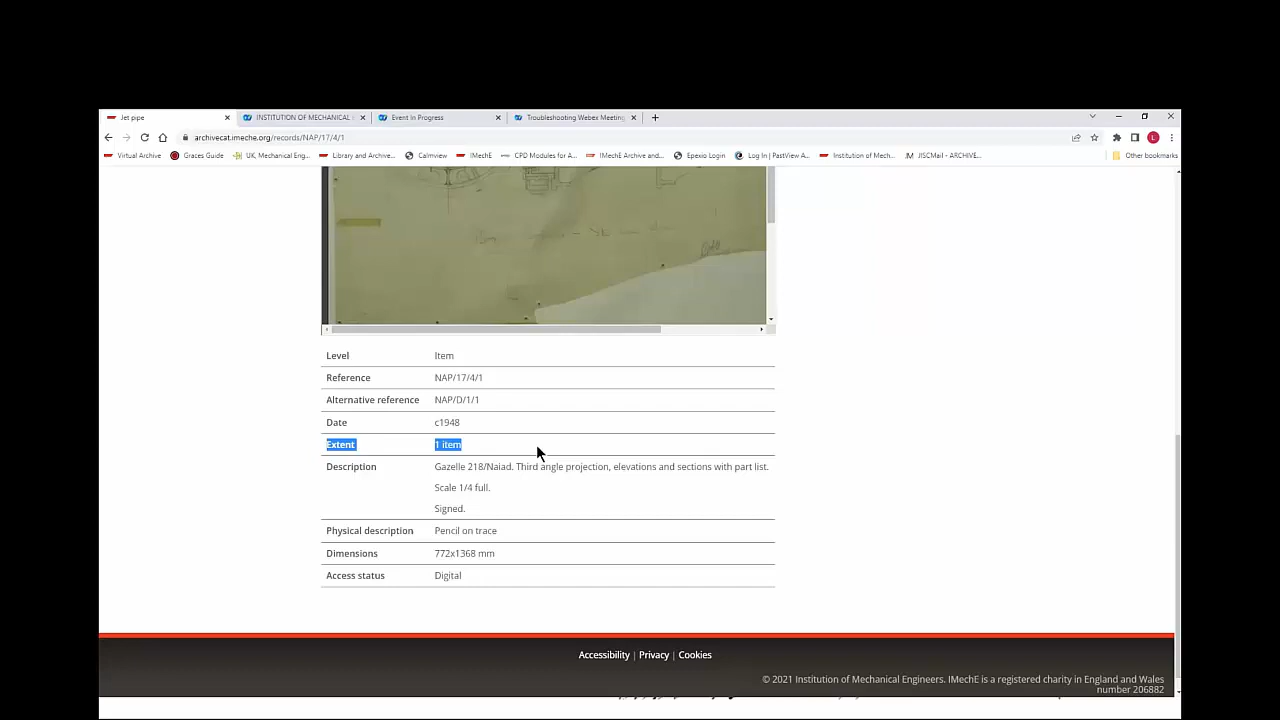 Jet pipe
INSTITUTION OF MECHANICAL
Event In Progress
Troubleshooting Webex Meeting
archivecat.imeche.org/records/NAP/17/4/1
Virtual Archive
Graces Guide
UK, Mechanical Eng...
Library and Archive...
Calmview
IMechE
CPD Modules for A...
IMechE Archive and...
Epexio Login
Log In | PastView A...
Institution of Mech...
JISCMail - ARCHIVE...
Other bookmarks
Level Item
Reference NAP/17/4/1
Alternative reference NAP/D/1/1
Date c1948
Extent 1 item
Description Gazelle 218/Naiad. Third angle projection, elevations and sections with part list.
Scale 1/4 full.
Signed.
Physical description Pencil on trace
Dimensions 772x1368 mm
Access status Digital
Accessibility | Privacy | Cookies
© 2021 Institution of Mechanical Engineers. IMechE is a registered charity in England and Wales
number 206882